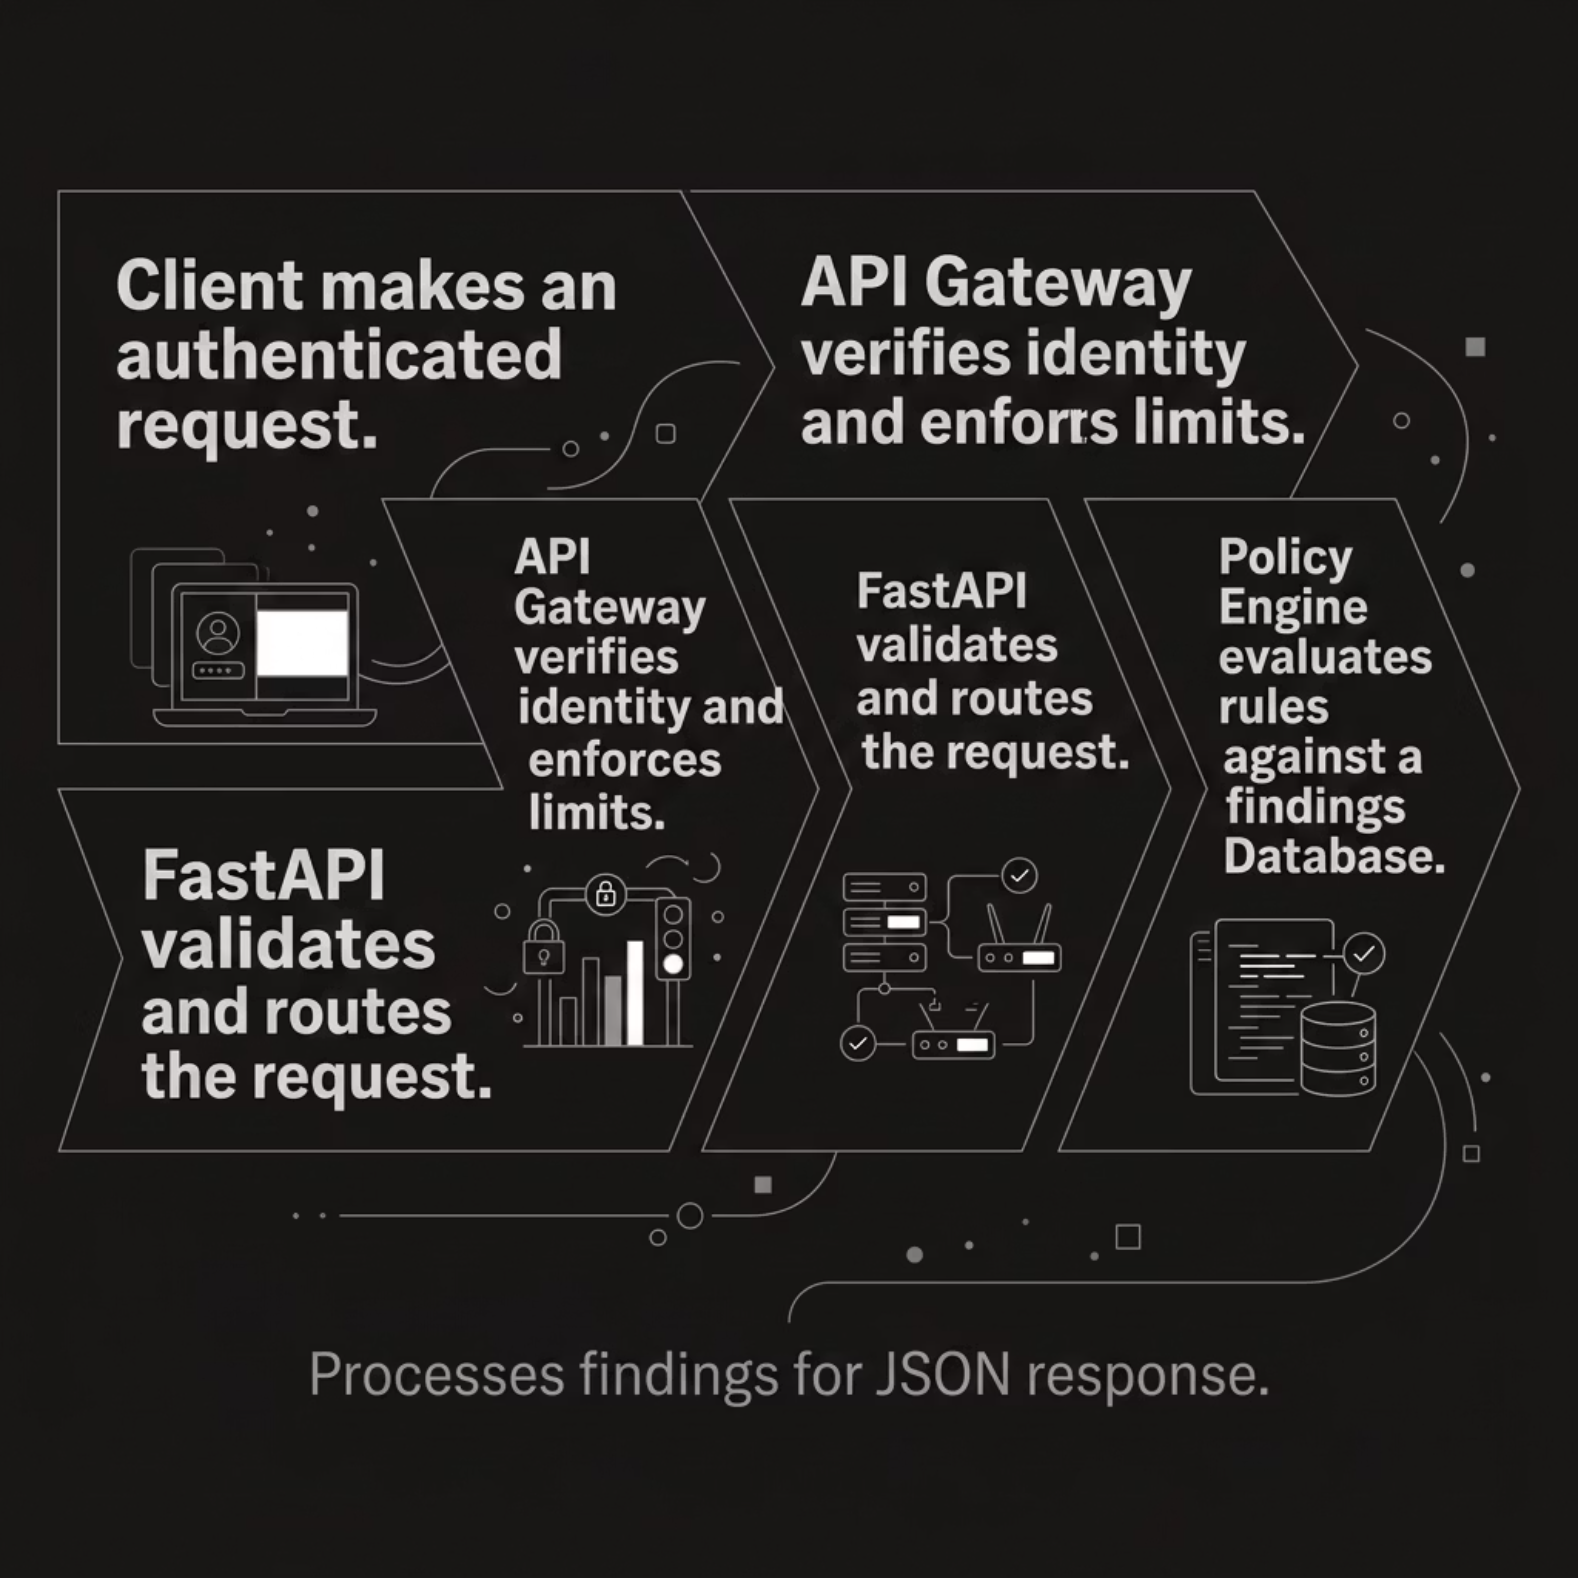 Client makes an
authenticated
request.
API Gateway
verifies identity
and enforrs limits.
API
Gateway
verifies
identity and
enforces
limits.
FastAPI
validates
and routes
the request.
Policy
Engine
evaluates
rules
against a
findings
Database.
FastAPI
validates
and routes
the request.
Processes findings for JSON response.